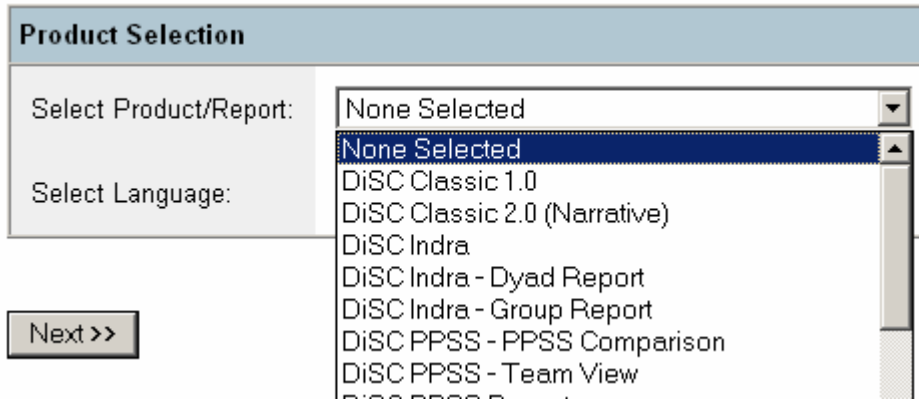 Product Selection
Select Product/Report:
None Selected
None Selected
DiSC Classic 1.0
Select Language:
DiSC Classic 2.0 (Narrative)
DiSC Indra
DiSC Indra - Dyad Report
DiSC Indra - Group Report
Next >>
DiSC PPSS - PPSS Comparison
DiSC PPSS - Team View